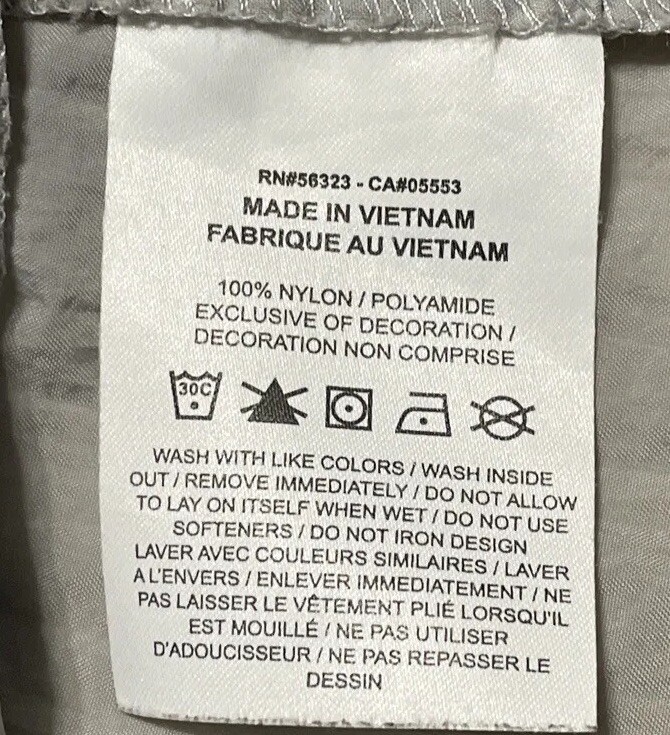 RN#56323 - CA#05553
MADE IN VIETNAM
FABRIQUE AU VIETNAM
100% NYLON / POLYAMIDE
EXCLUSIVE OF DECORATION /
DECORATION NON COMPRISE
30C
WASH WITH LIKE COLORS / WASH INSIDE
OUT / REMOVE IMMEDIATELY / DO NOT ALLOW
TO LAY ON ITSELF WHEN WET / DO NOT USE
SOFTENERS / DO NOT IRON DESIGN
LAVER AVEC COULEURS SIMILAIRES / LAVER
A L'ENVERS / ENLEVER IMMEDIATEMENT / NE
PAS LAISSER LE VÊTEMENT PLIÉ LORSQU'IL
EST MOUILLÉ / NE PAS UTILISER
D'ADOUCISSEUR / NE PAS REPASSER LE
DESSIN